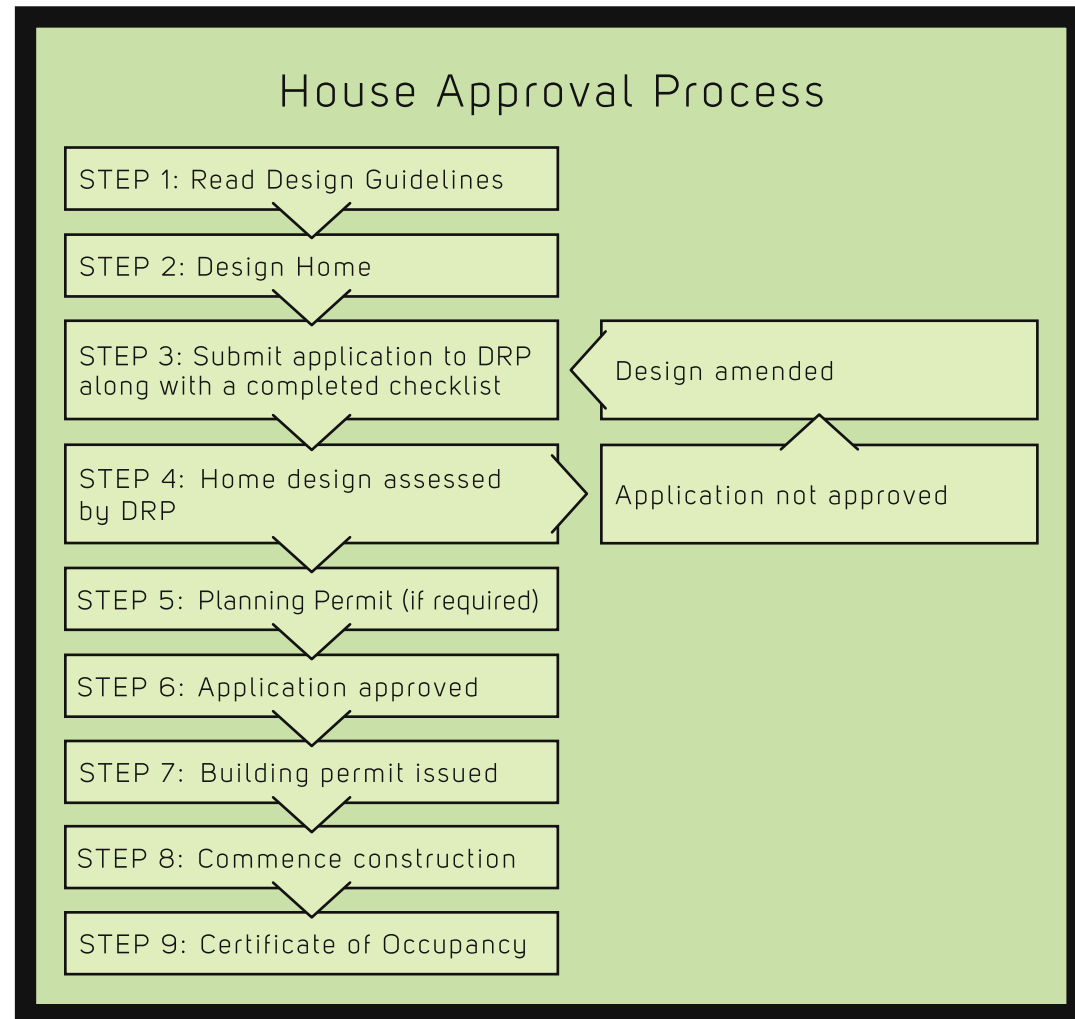 House Approval Process
STEP 1: Read Design Guidelines
STEP 2: Design Home
STEP 3: Submit application to DRP
along with a completed checklist
Design amended
STEP 4: Home design assessed
by DRP
Application not approved
STEP 5: Planning Permit (if required)
STEP 6: Application approved
STEP 7: Building permit issued
STEP 8: Commence construction
STEP 9: Certificate of Occupancy